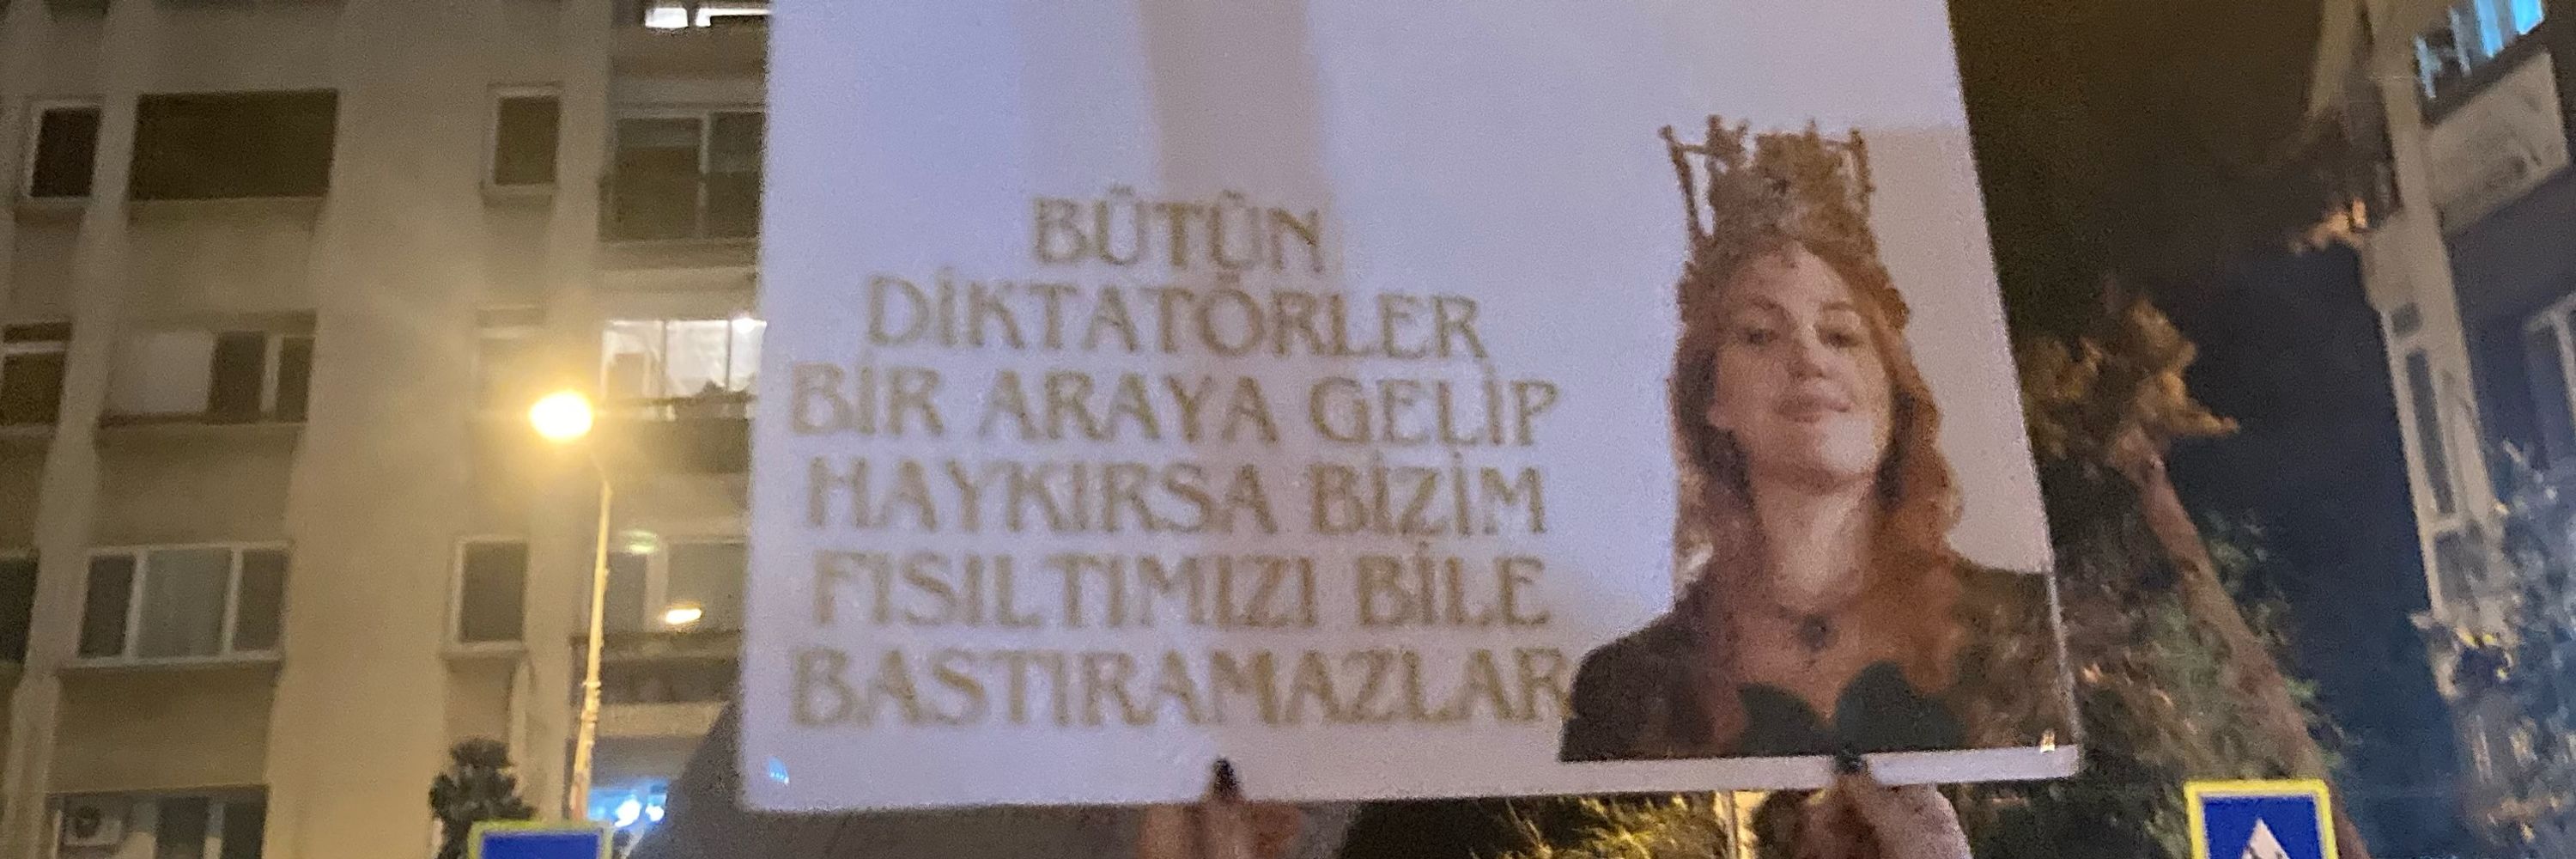 BÜTÜN
DİKTATÖRLER
BİR ARAYA GELİP
HAYKIRSA BİZİM
FISILTIMIZI BİLE
BASTIRAMAZLAR